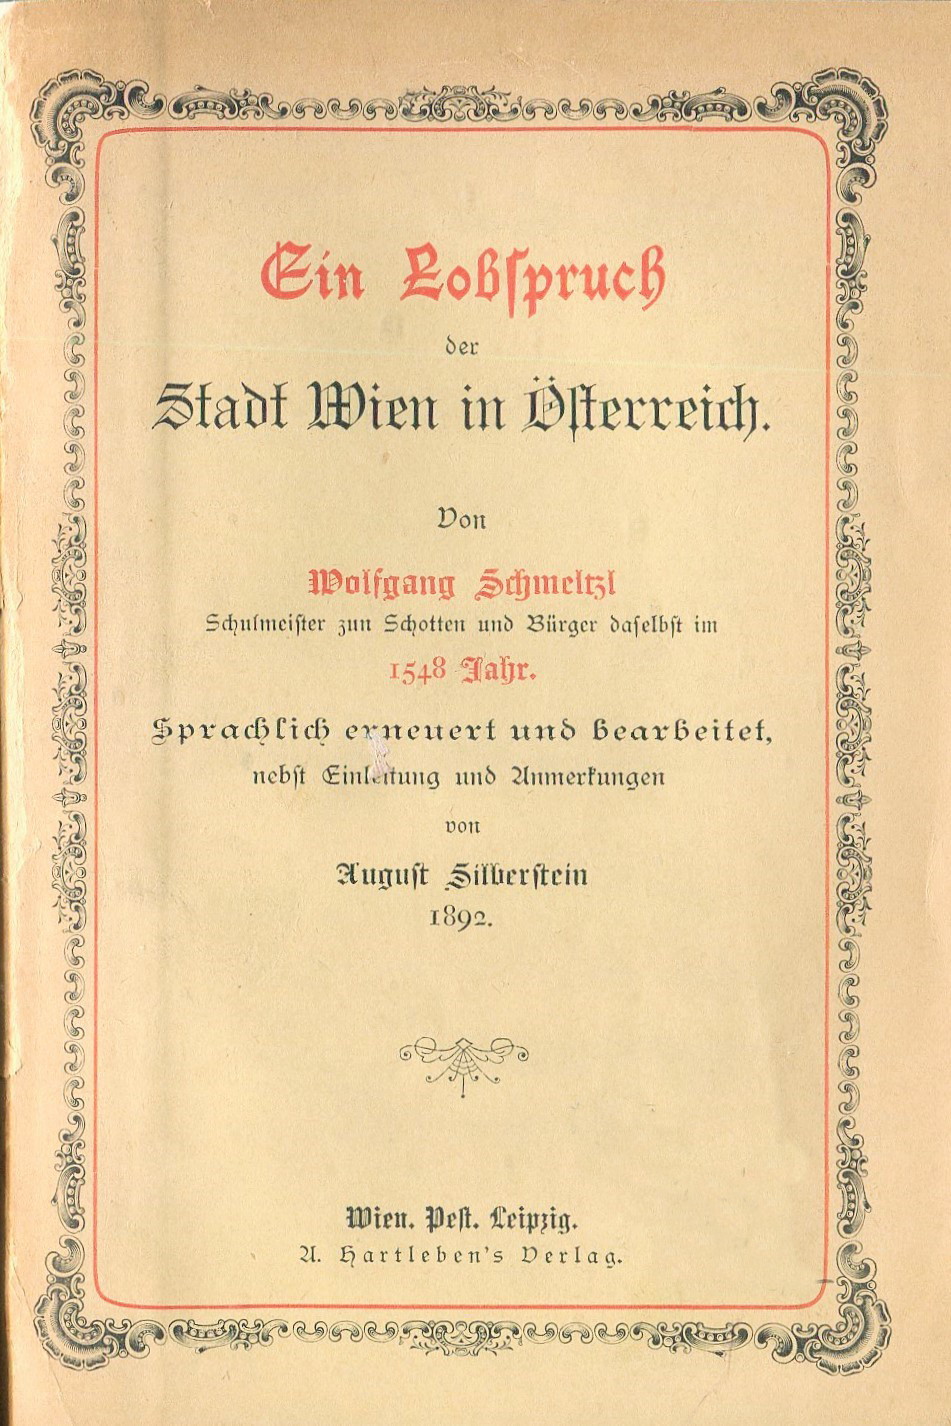 Ein Lobspruch
der
Stadt Wien in Österreich.
Von
Wolfgang Schmeltzl
Schulmeister zun Schotten und Bürger daselbst im
1548 Jahr.
Sprachlich erneuert und bearbeitet,
nebst Einleitung und Anmerkungen
von
August Silberstein
1892.
Wien. Pest. Leipzig.
A. Hartleben's Verlag.